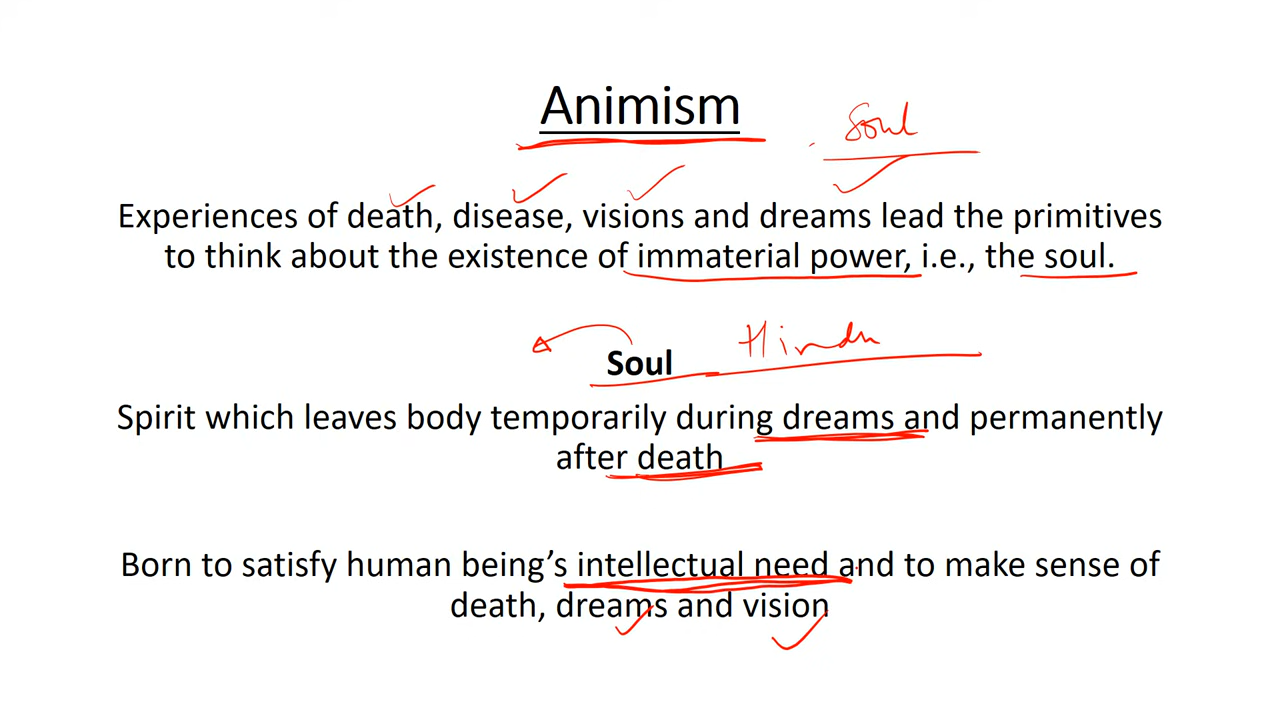 Animism
Soul
Experiences of death, disease, visions and dreams lead the primitives
to think about the existence of immaterial power, i.e., the soul.
Hindu
Soul
Spirit which leaves body temporarily during dreams and permanently
after death
Born to satisfy human being’s intellectual need and to make sense of
death, dreams and vision